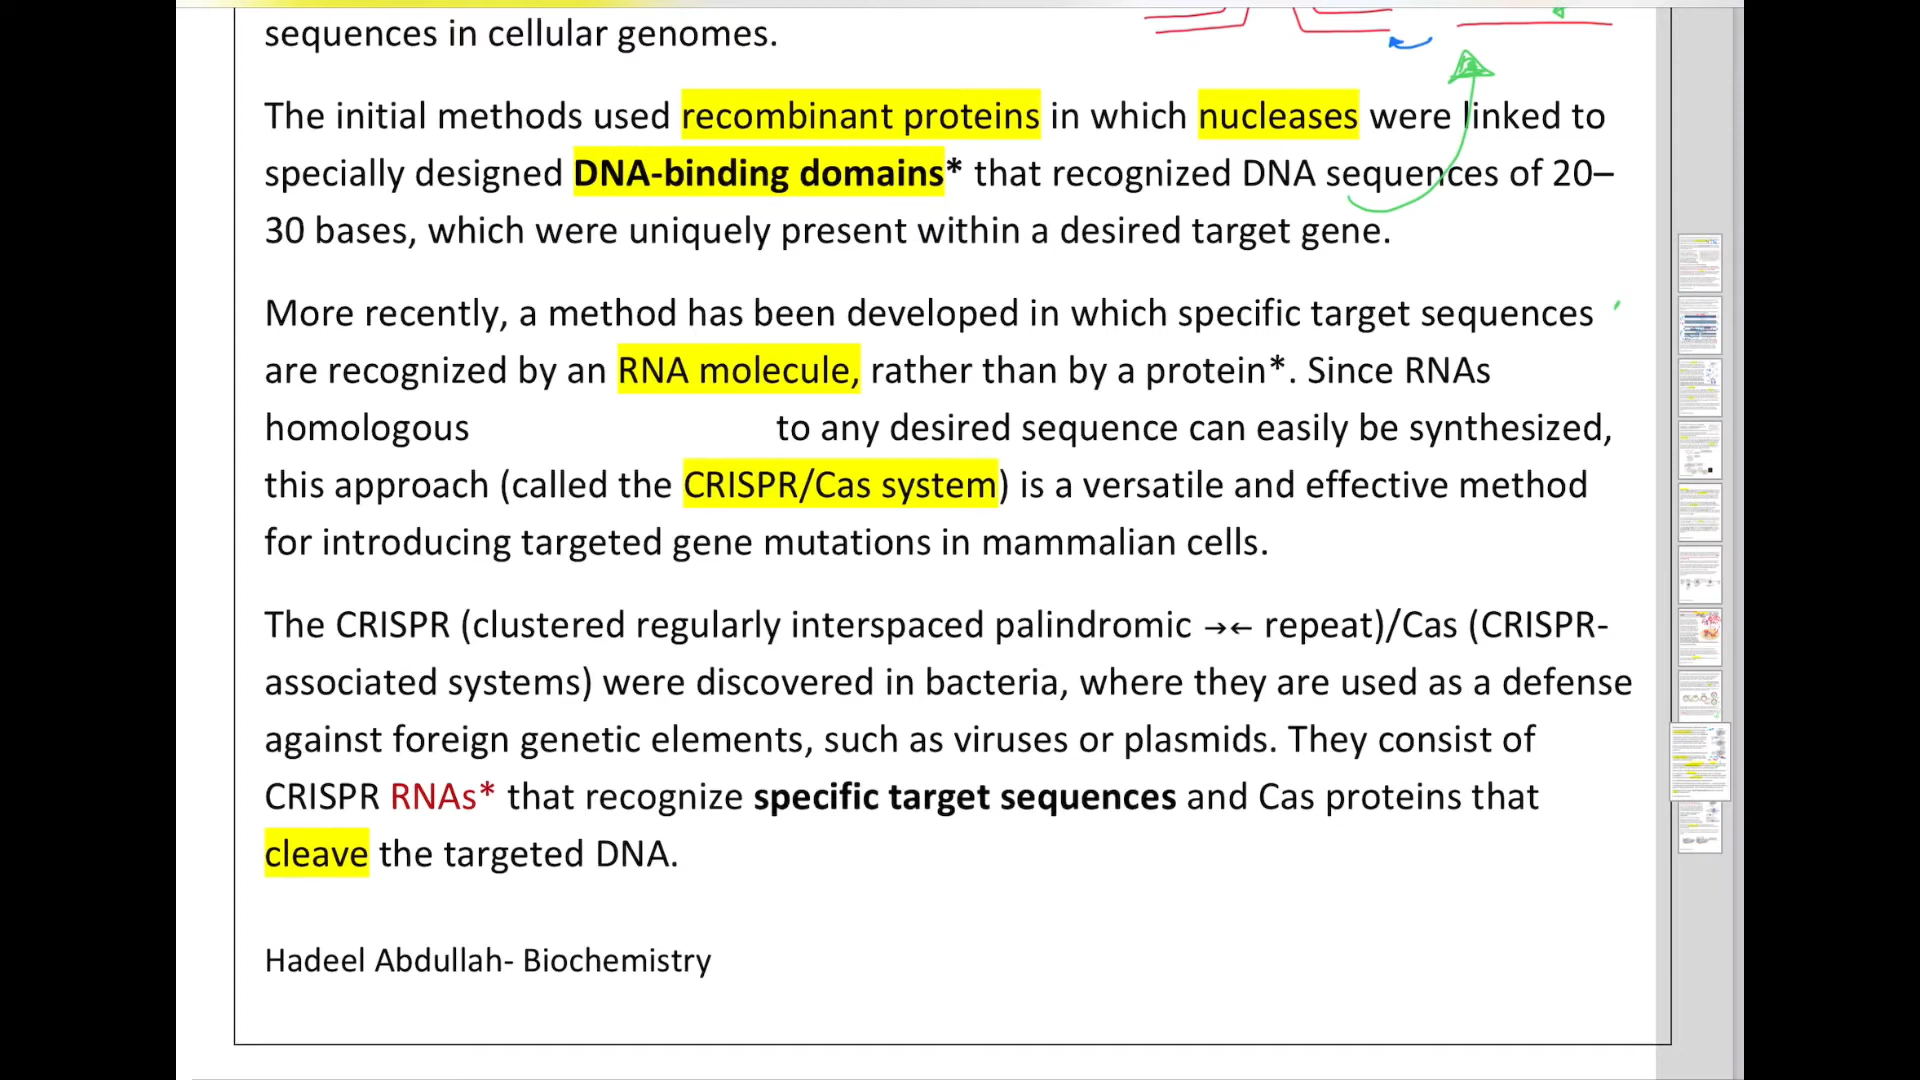 sequences in cellular genomes.
The initial methods used recombinant proteins in which nucleases were linked to
specially designed DNA-binding domains* that recognized DNA sequences of 20–
30 bases, which were uniquely present within a desired target gene.
More recently, a method has been developed in which specific target sequences
are recognized by an RNA molecule, rather than by a protein*. Since RNAs
homologous to any desired sequence can easily be synthesized,
this approach (called the CRISPR/Cas system) is a versatile and effective method
for introducing targeted gene mutations in mammalian cells.
The CRISPR (clustered regularly interspaced palindromic →← repeat)/Cas (CRISPR-
associated systems) were discovered in bacteria, where they are used as a defense
against foreign genetic elements, such as viruses or plasmids. They consist of
CRISPR RNAs* that recognize specific target sequences and Cas proteins that
cleave the targeted DNA.
Hadeel Abdullah- Biochemistry